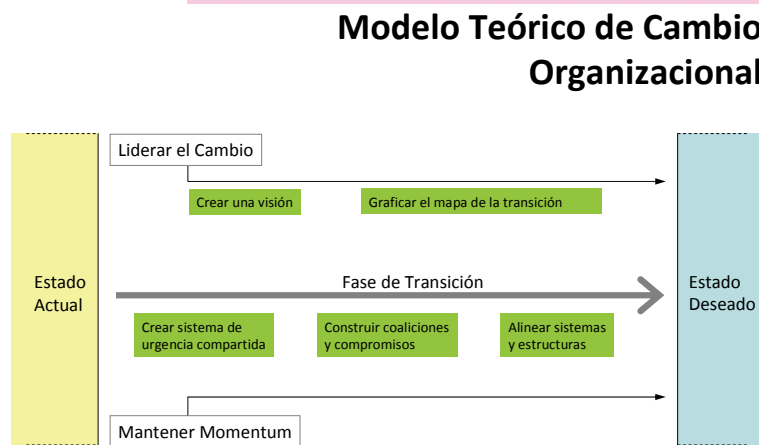 Modelo Teórico de Cambio
Organizacional
Liderar el Cambio
Crear una visión
Graficar el mapa de la transición
Estado
Actual
Fase de Transición
Estado
Deseado
Crear sistema de
urgencia compartida
Construir coaliciones
y compromisos
Alinear sistemas
y estructuras
Mantener Momentum